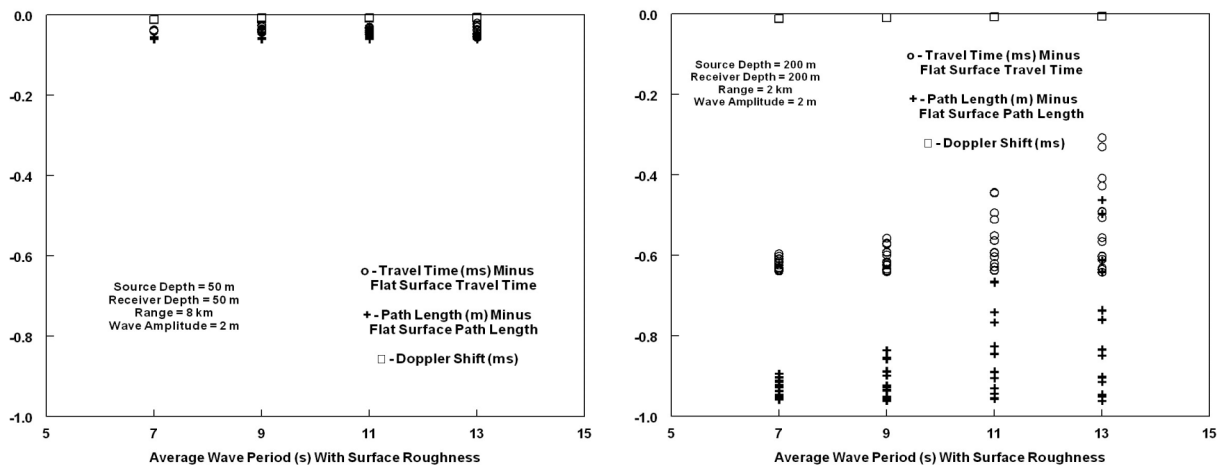 0.0
-0.2
-0.4
-0.6
-0.8
-1.0
5
7
9
11
13
15
Average Wave Period (s) With Surface Roughness
Source Depth = 50 m
Receiver Depth = 50 m
Range = 8 km
Wave Amplitude = 2 m
o - Travel Time (ms) Minus
Flat Surface Travel Time
+ - Path Length (m) Minus
Flat Surface Path Length
□ - Doppler Shift (ms)
0.0
-0.2
-0.4
-0.6
-0.8
-1.0
5
7
9
11
13
15
Average Wave Period (s) With Surface Roughness
Source Depth = 200 m
Receiver Depth = 200 m
Range = 2 km
Wave Amplitude = 2 m
o - Travel Time (ms) Minus
Flat Surface Travel Time
+ - Path Length (m) Minus
Flat Surface Path Length
□ - Doppler Shift (ms)